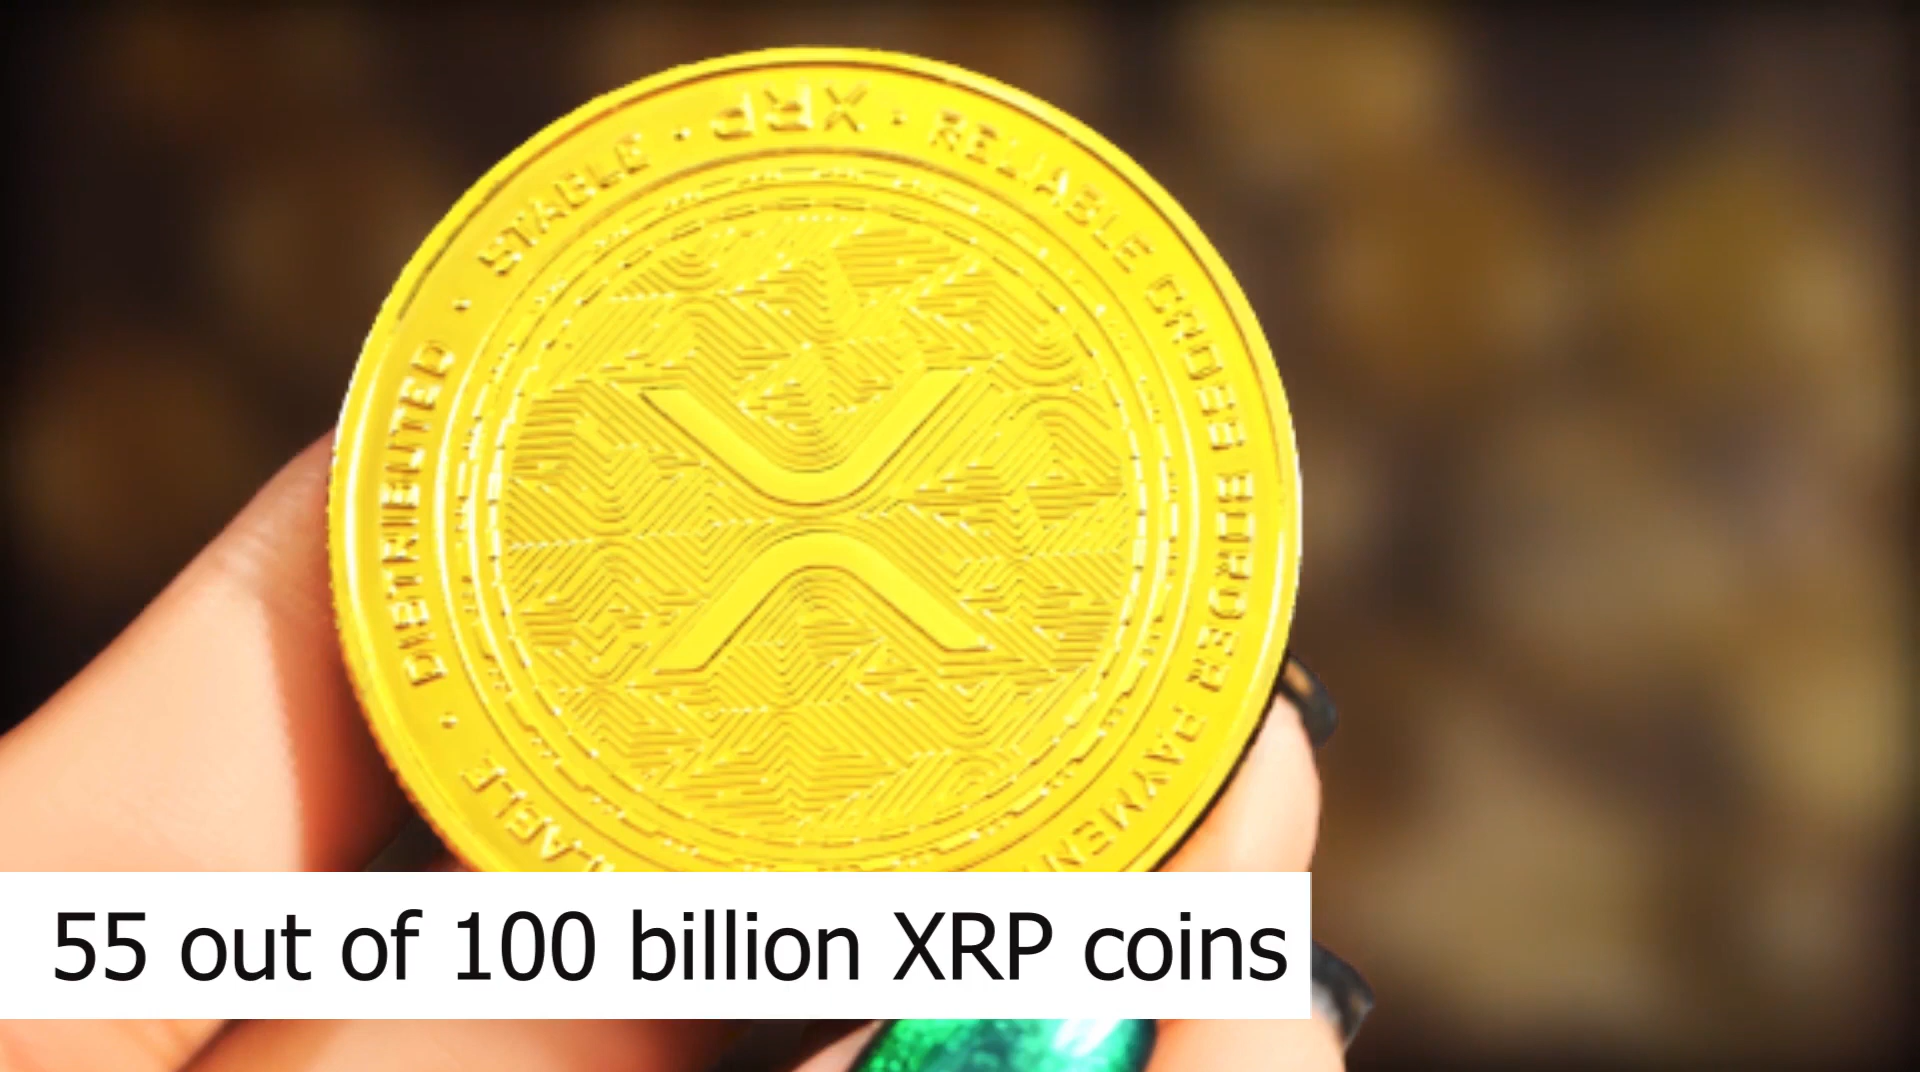 XRP · RELIABLE CROSS BORDER PAYMENT
DISTRIBUTED · STABLE ·
55 out of 100 billion XRP coins